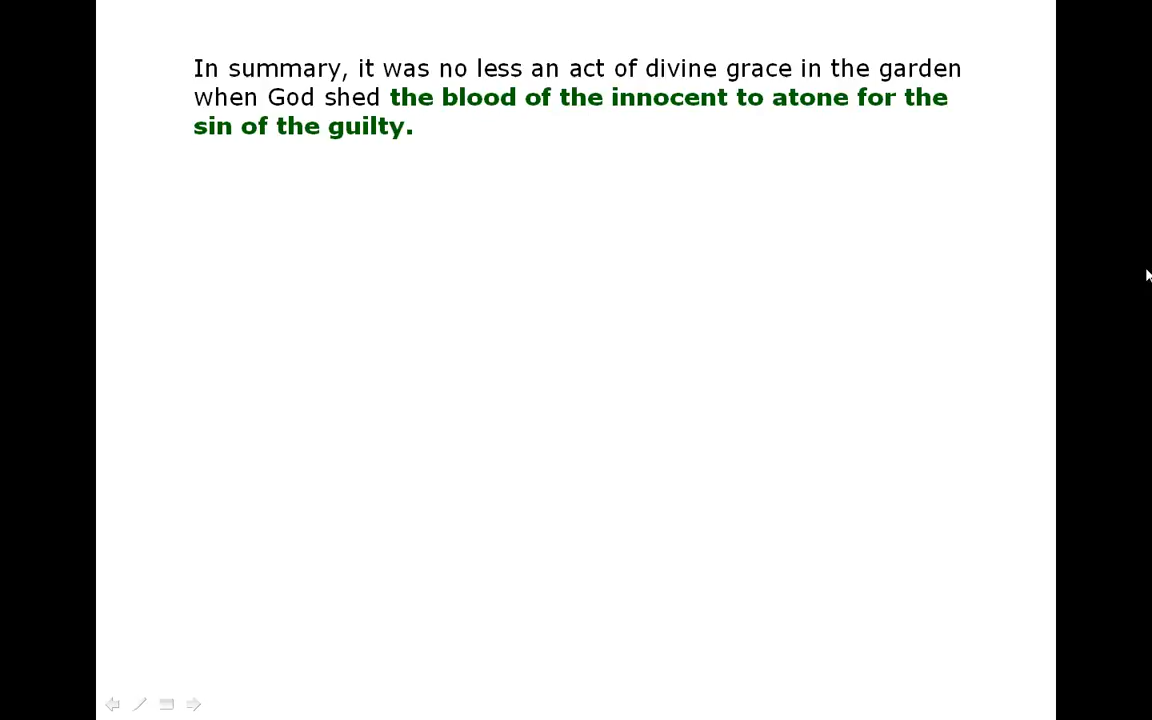 In summary, it was no less an act of divine grace in the garden
when God shed the blood of the innocent to atone for the
sin of the guilty.